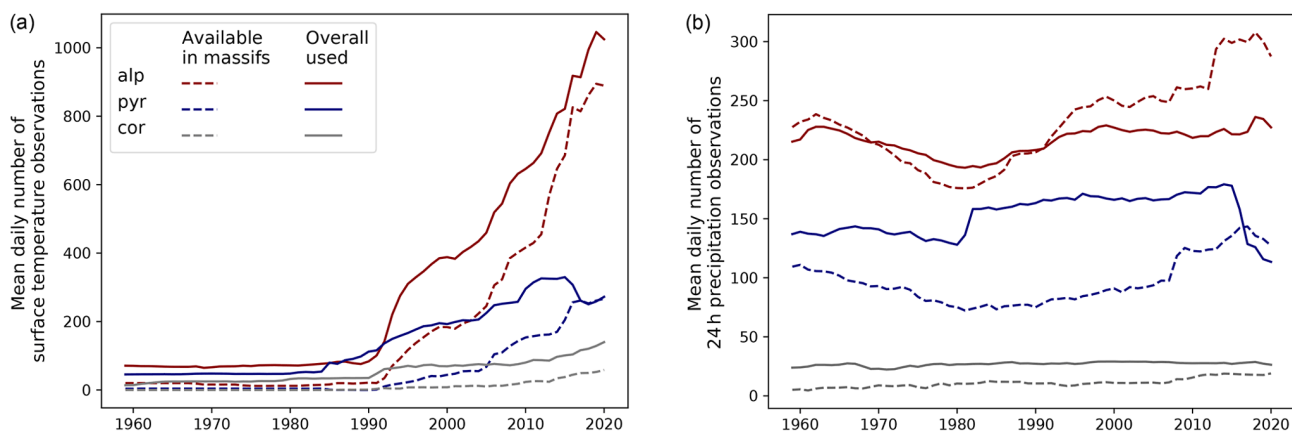 (a)
Mean daily number of
surface temperature observations
1000
800
600
400
200
0
Available
in massifs
Overall
used
alp
pyr
cor
1960
1970
1980
1990
2000
2010
2020
(b)
Mean daily number of
24 h precipitation observations
300
250
200
150
100
50
0
1960
1970
1980
1990
2000
2010
2020